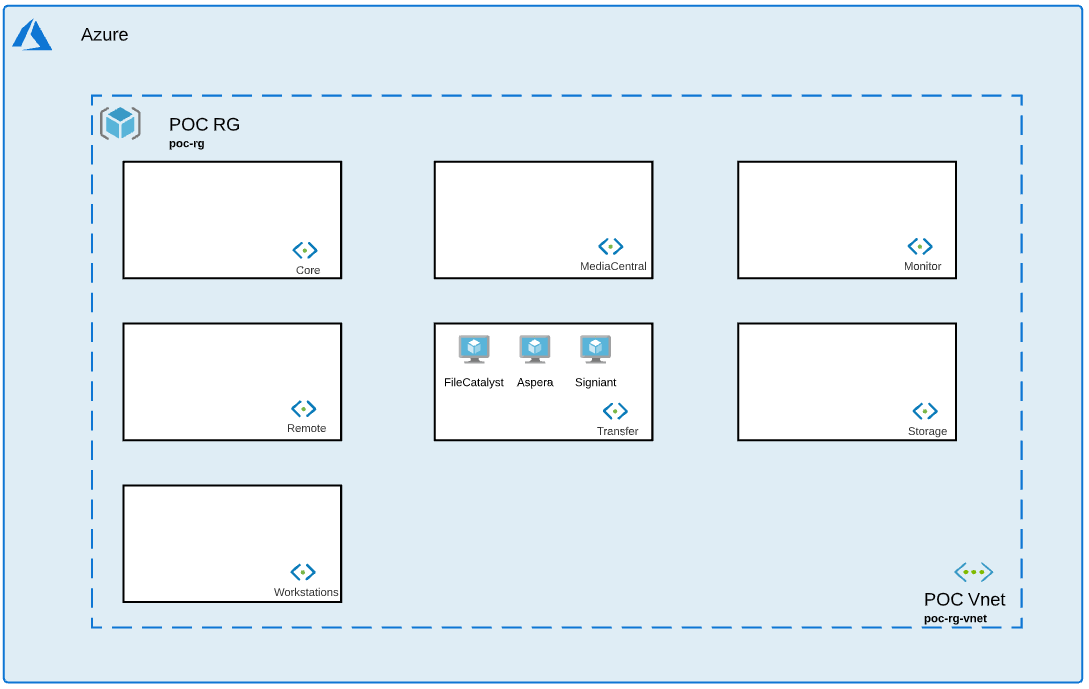 Azure
POC RG
poc-rg
Core
MediaCentral
Monitor
FileCatalyst
Aspera
Signiant
Remote
Transfer
Storage
Workstations
POC Vnet
poc-rg-vnet